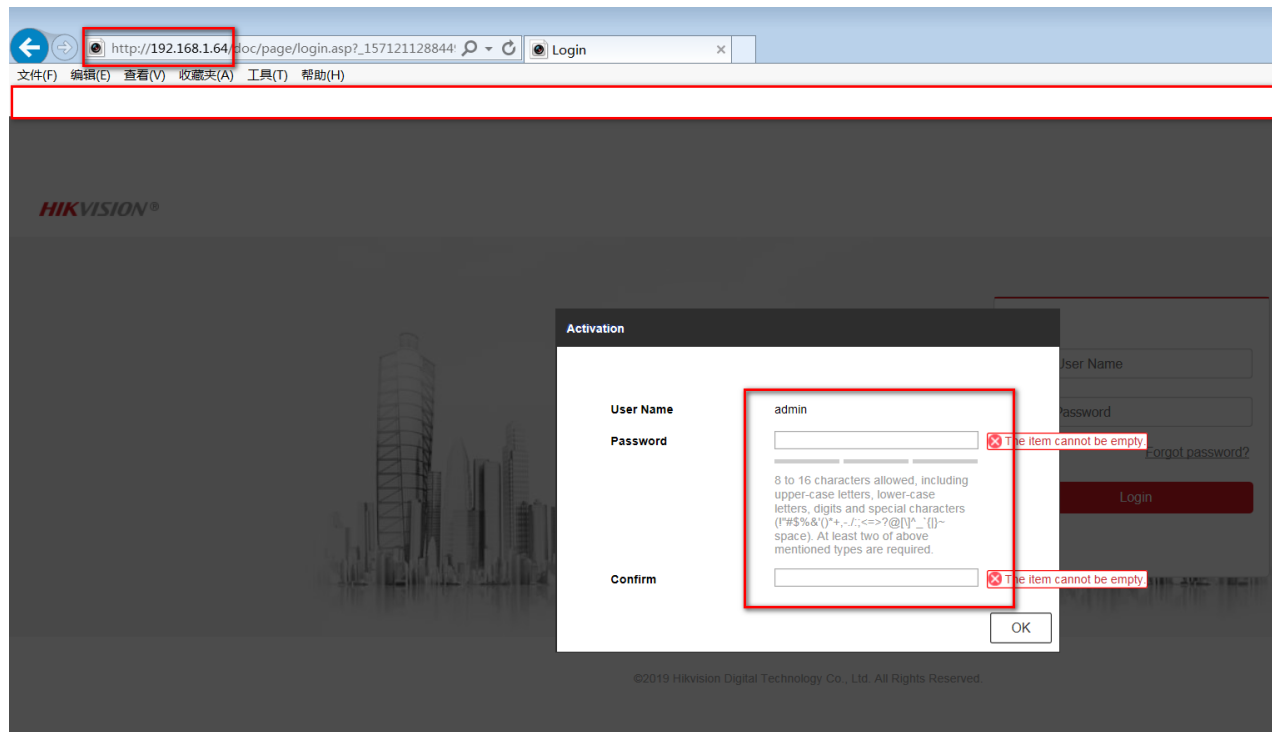 http://192.168.1.64/doc/page/login.asp?_157121128844
Login
文件(F) 编辑(E) 查看(V) 收藏夹(A) 工具(T) 帮助(H)
HIKVISION®
Activation
User Name
User Name admin
Password
Password
The item cannot be empty.
Forgot password?
8 to 16 characters allowed, including
upper-case letters, lower-case
letters, digits and special characters
(!"#$%&'()*+,-./:;<=>?@[\]^_`{|}~
space). At least two of above
mentioned types are required.
Login
Confirm
The item cannot be empty.
OK
©2019 Hikvision Digital Technology Co., Ltd. All Rights Reserved.